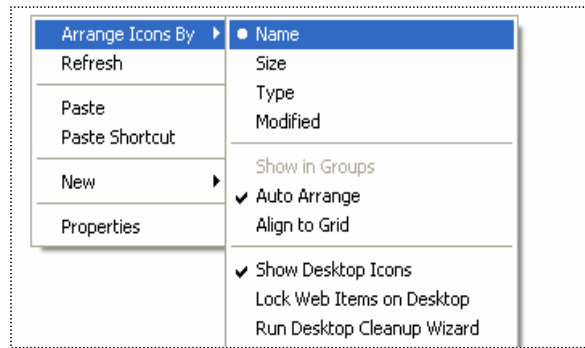 Arrange Icons By
Refresh
Paste
Paste Shortcut
New
Properties
Name
Size
Type
Modified
Show in Groups
Auto Arrange
Align to Grid
Show Desktop Icons
Lock Web Items on Desktop
Run Desktop Cleanup Wizard